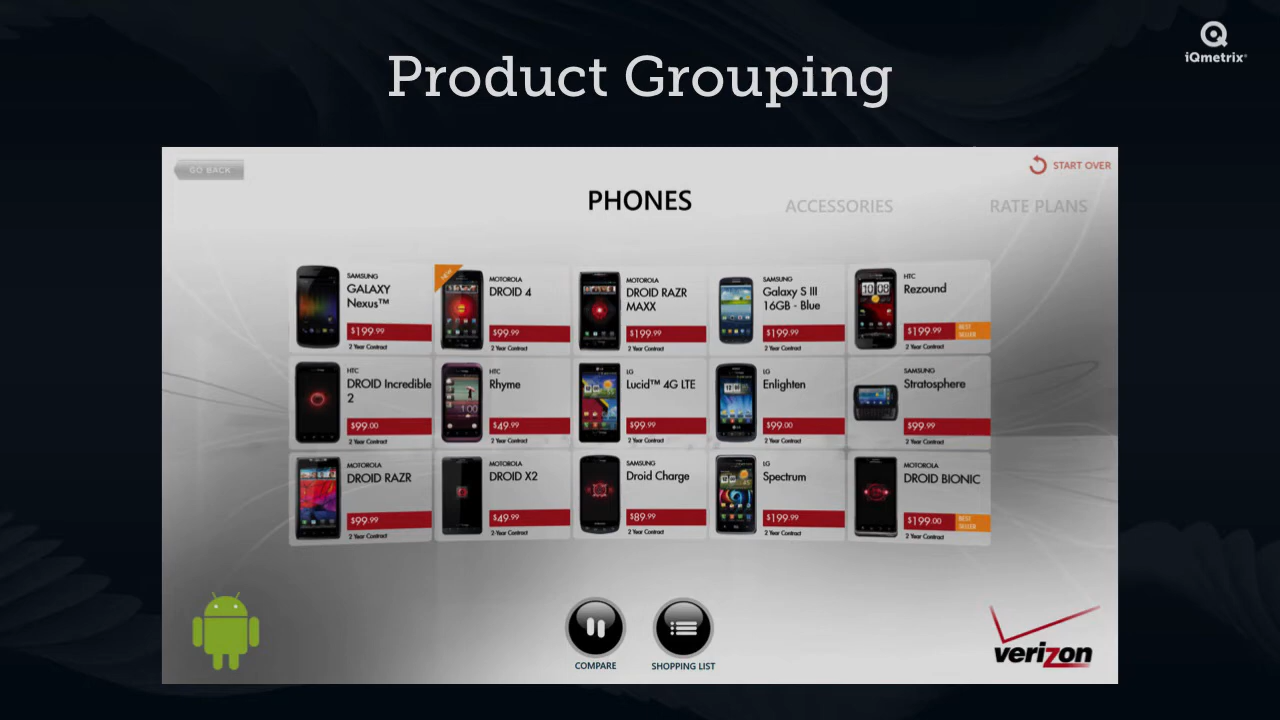 iQmetrix
Product Grouping
GO BACK
START OVER
PHONES
ACCESSORIES
RATE PLANS
SAMSUNG
GALAXY
Nexus™
$199.99
2 Year Contract
NEW
MOTOROLA
DROID 4
$99.99
2 Year Contract
MOTOROLA
DROID RAZR
MAXX
$199.99
2 Year Contract
SAMSUNG
Galaxy S III
16GB - Blue
$199.99
2 Year Contract
HTC
Rezound
$199.99
BEST
SELLER
2 Year Contract
HTC
DROID Incredible
2
$99.00
2 Year Contract
HTC
Rhyme
$49.99
2 Year Contract
LG
Lucid™ 4G LTE
$99.99
2 Year Contract
LG
Enlighten
$99.00
2 Year Contract
SAMSUNG
Stratosphere
$99.99
2 Year Contract
MOTOROLA
DROID RAZR
$99.99
2 Year Contract
MOTOROLA
DROID X2
$49.99
2 Year Contract
SAMSUNG
Droid Charge
$89.99
2 Year Contract
LG
Spectrum
$199.99
2 Year Contract
MOTOROLA
DROID BIONIC
$199.00
BEST
SELLER
2 Year Contract
COMPARE
SHOPPING LIST
verizon